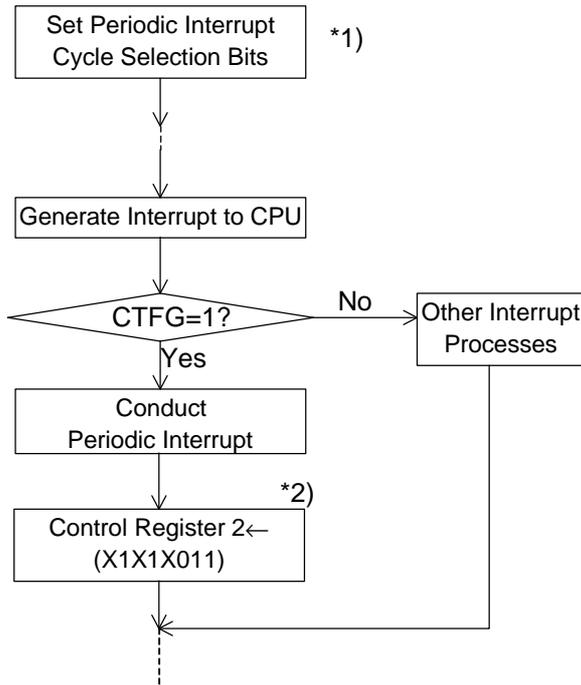 Set Periodic Interrupt
Cycle Selection Bits
*1)
Generate Interrupt to CPU
CTFG=1?
No
Other Interrupt
Processes
Yes
Conduct
Periodic Interrupt
*2)
Control Register 2←
(X1X1X011)